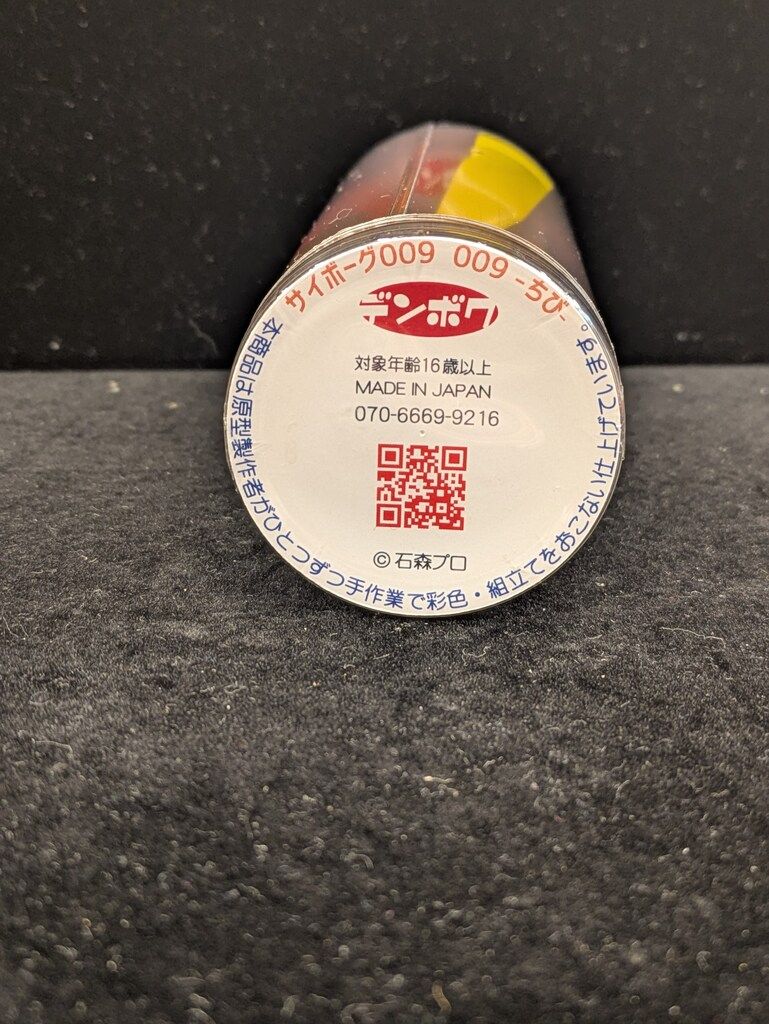 サイボーグ009 009 -ちび-
デンボク
対象年齢16歳以上
MADE IN JAPAN
070-6669-9216
© 石森プロ
本商品は原型製作者がひとつずつ手作業で彩色・組立てをおこない仕上げています。